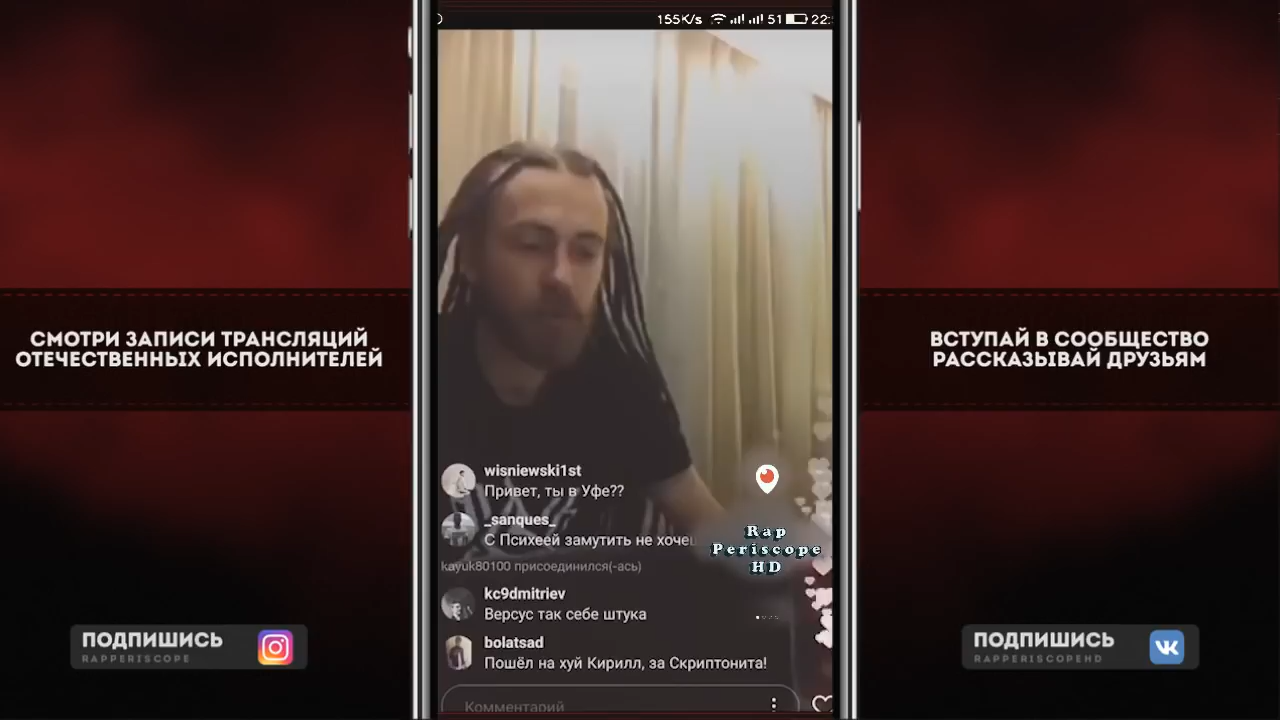 155K/s 51 22:
СМОТРИ ЗАПИСИ ТРАНСЛЯЦИЙ
ОТЕЧЕСТВЕННЫХ ИСПОЛНИТЕЛЕЙ
ВСТУПАЙ В СООБЩЕСТВО
РАССКАЗЫВАЙ ДРУЗЬЯМ
wisniewski1st
Привет, ты в Уфе??
_sanques_
С Психеей замутить не хочеш
Rap
Periscope
HD
kayuk80100 присоединился(-ась)
kc9dmitriev
Версус так себе штука
bolatsad
Пошёл на хуй Кирилл, за Скриптонита!
Комментарий
ПОДПИШИСЬ
RAPPERISCOPE
ПОДПИШИСЬ
RAPPERISCOPEHD